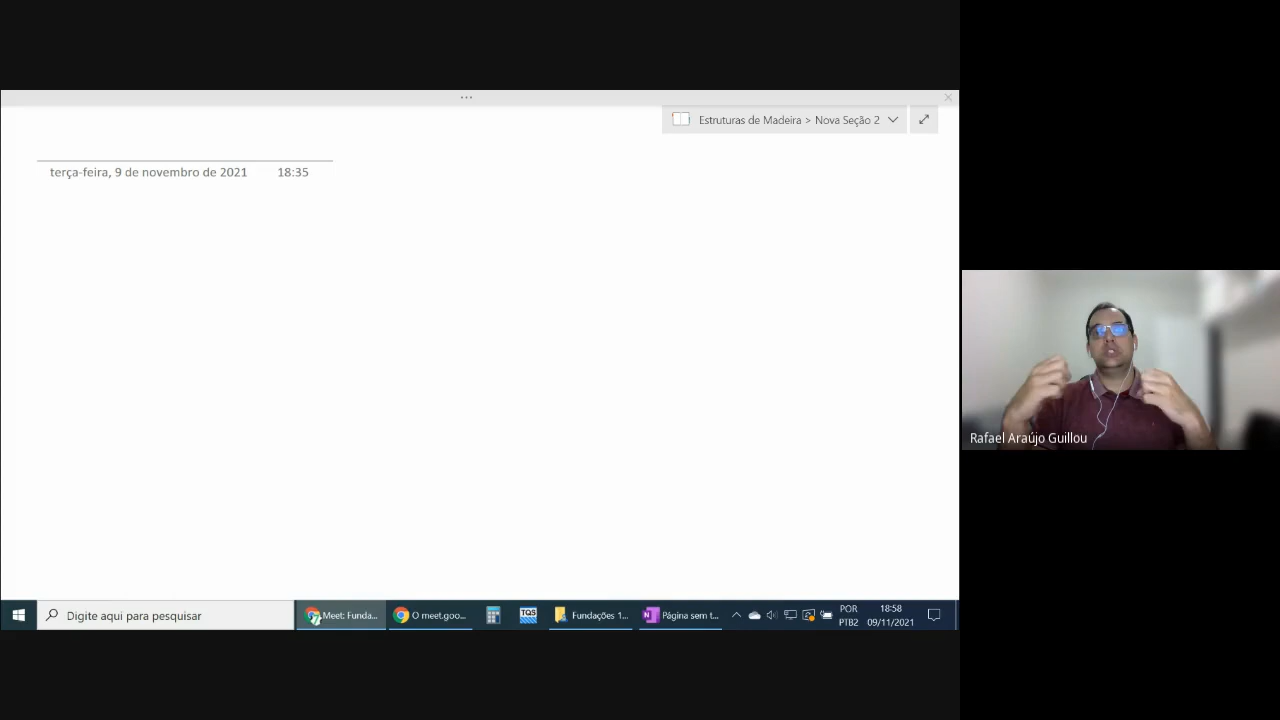 ...
Estruturas de Madeira > Nova Seção 2
terça-feira, 9 de novembro de 2021 18:35
Rafael Araújo Guillou
Digite aqui para pesquisar
Meet: Funda...
O meet.goo...
TQS
Fundações 1...
Página sem t...
POR
PTB2
18:58
09/11/2021